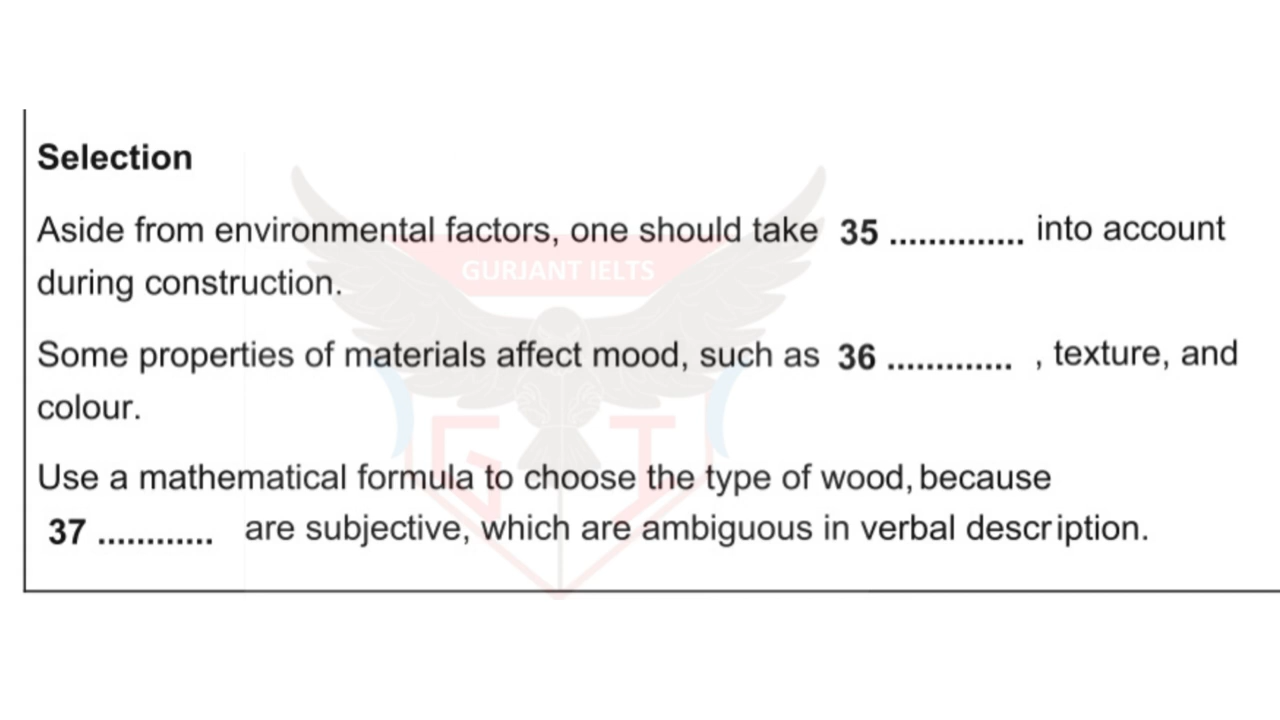 Selection
Aside from environmental factors, one should take 35 .............. into account
during construction.
GURJANT IELTS
Some properties of materials affect mood, such as 36 ............. , texture, and
colour.
G I
Use a mathematical formula to choose the type of wood, because
37 ............ are subjective, which are ambiguous in verbal description.